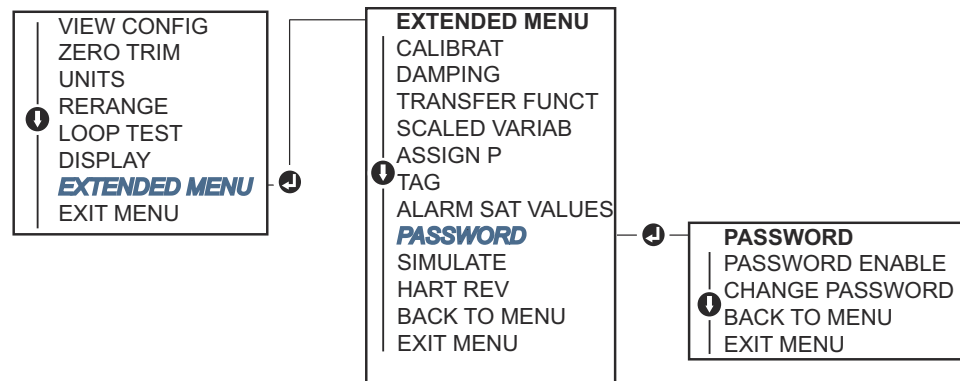 VIEW CONFIG
ZERO TRIM
UNITS
RERANGE
LOOP TEST
DISPLAY
EXTENDED MENU
EXIT MENU
EXTENDED MENU
CALIBRAT
DAMPING
TRANSFER FUNCT
SCALED VARIAB
ASSIGN P
TAG
ALARM SAT VALUES
PASSWORD
SIMULATE
HART REV
BACK TO MENU
EXIT MENU
PASSWORD
PASSWORD ENABLE
CHANGE PASSWORD
BACK TO MENU
EXIT MENU